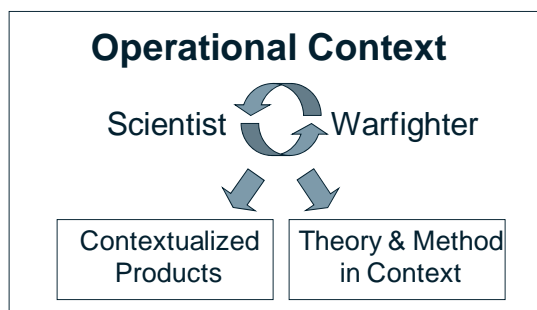 Operational Context
Scientist Warfighter
Contextualized Theory & Method
Products in Context